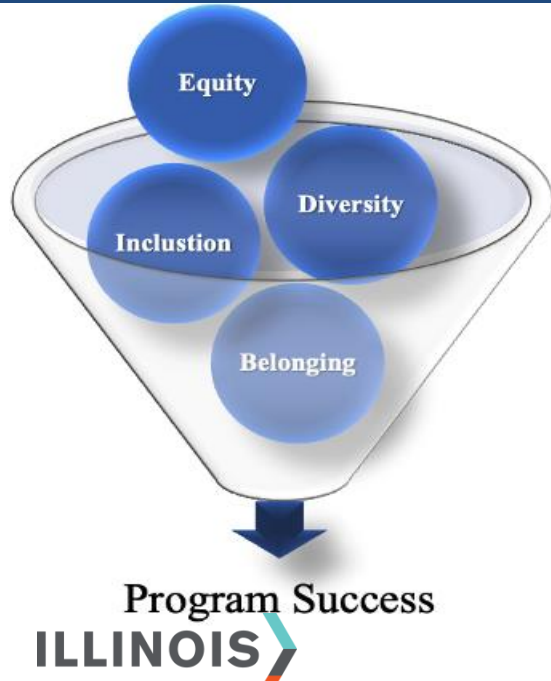 Equity
Diversity
Inclustion
Belonging
Program Success
ILLINOIS